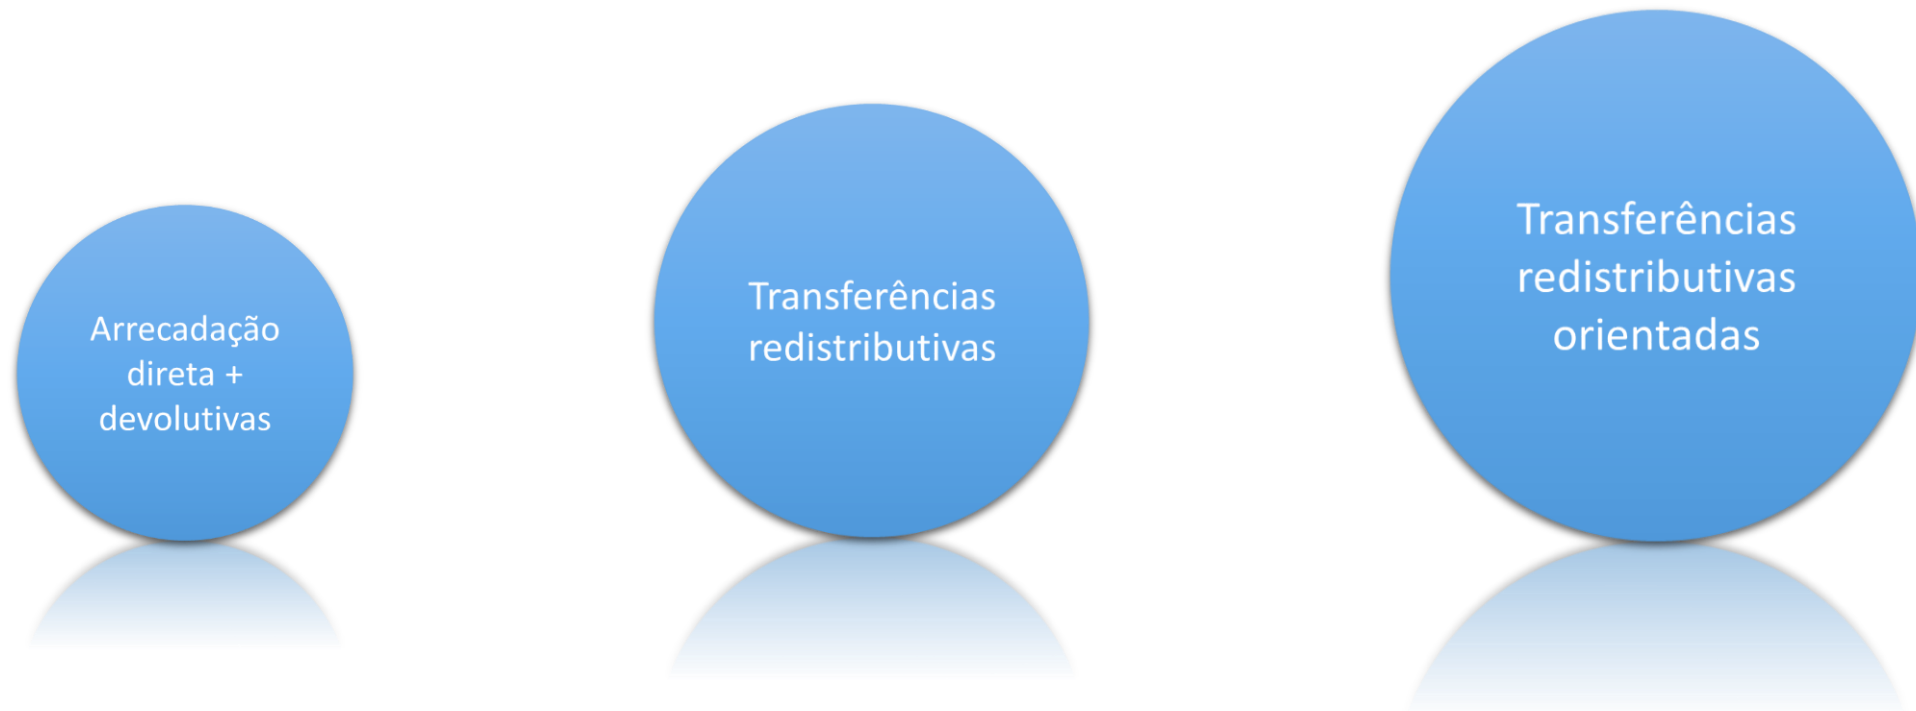 Arrecadação
direta +
devolutivas
Transferências
redistributivas
Transferências
redistributivas
orientadas